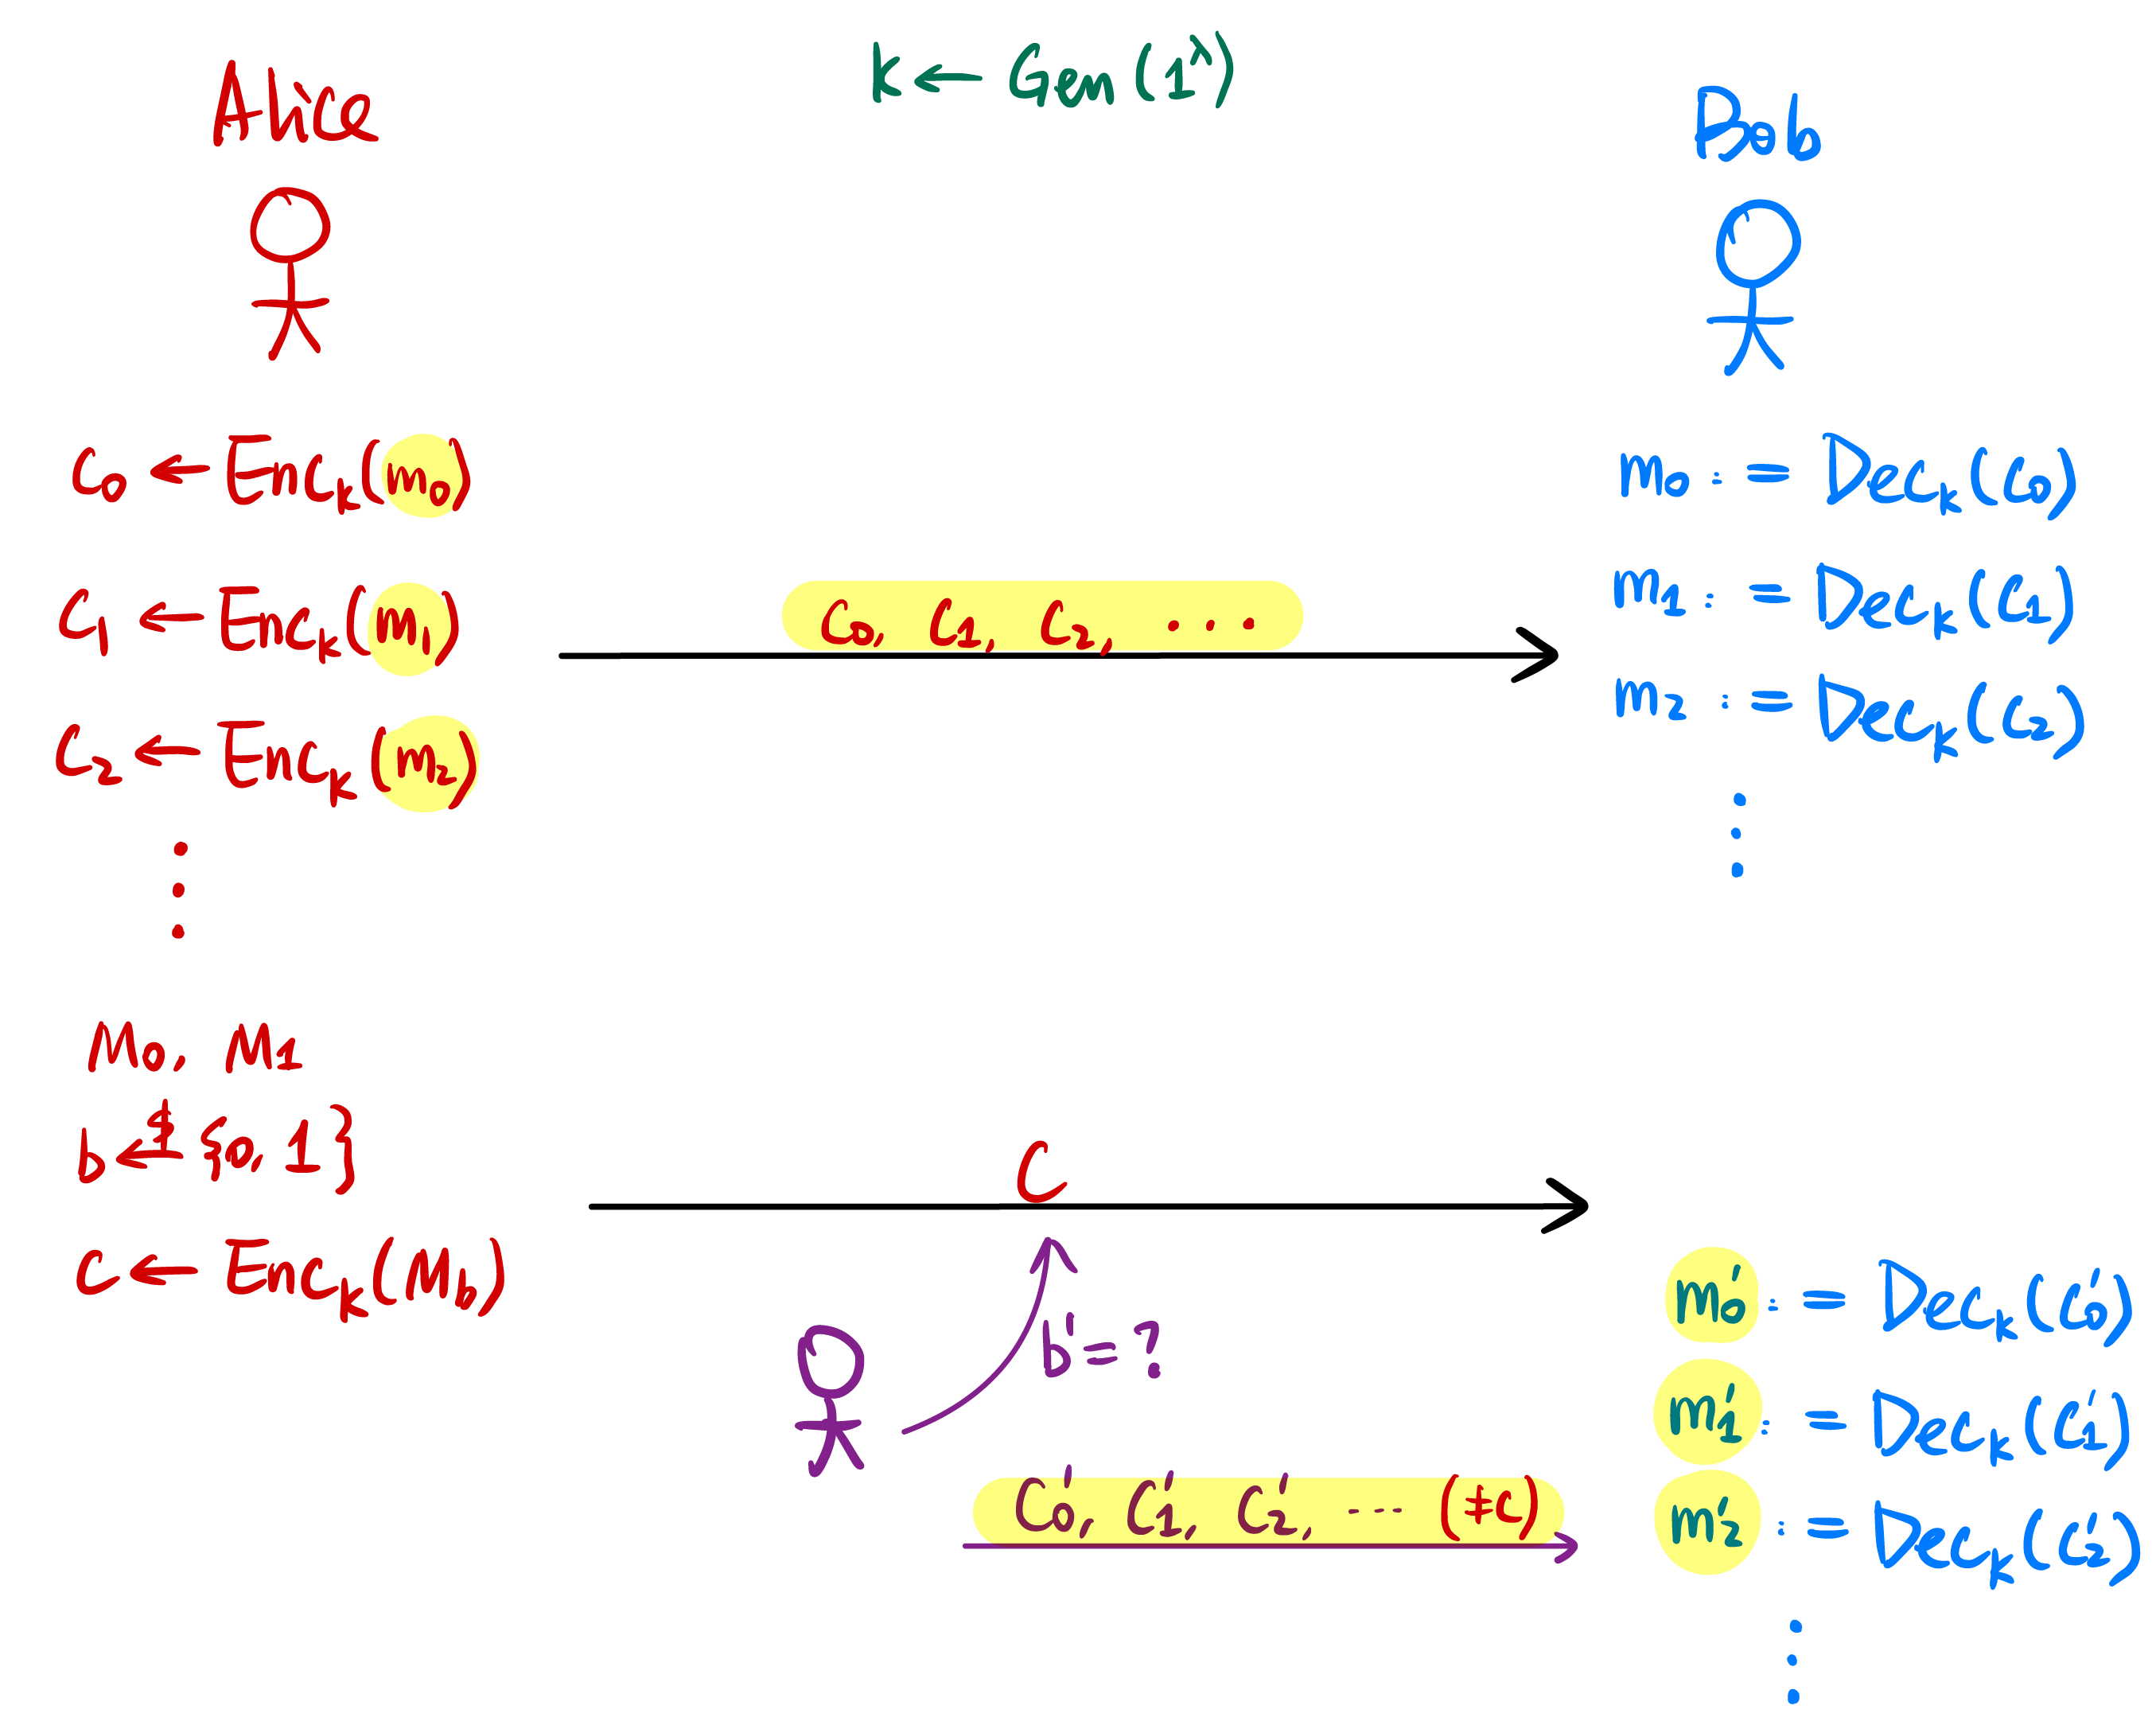 Alice
k ← Gen(1^λ)
Bob
c₀ ← Enc_k(m₀)
m₀ := Dec_k(c₀)
c₁ ← Enc_k(m₁)
c₀, c₁, c₂, ...
m₁ := Dec_k(c₁)
c₂ ← Enc_k(m₂)
m₂ := Dec_k(c₂)
⋮
⋮
M₀, M₁
b ←$ {0, 1}
c
c ← Enc_k(M_b)
b' = ?
m₀' := Dec_k(c₀')
m₁' := Dec_k(c₁')
c₀', c₁', c₂', ... (≠c)
m₂' := Dec_k(c₂')
⋮